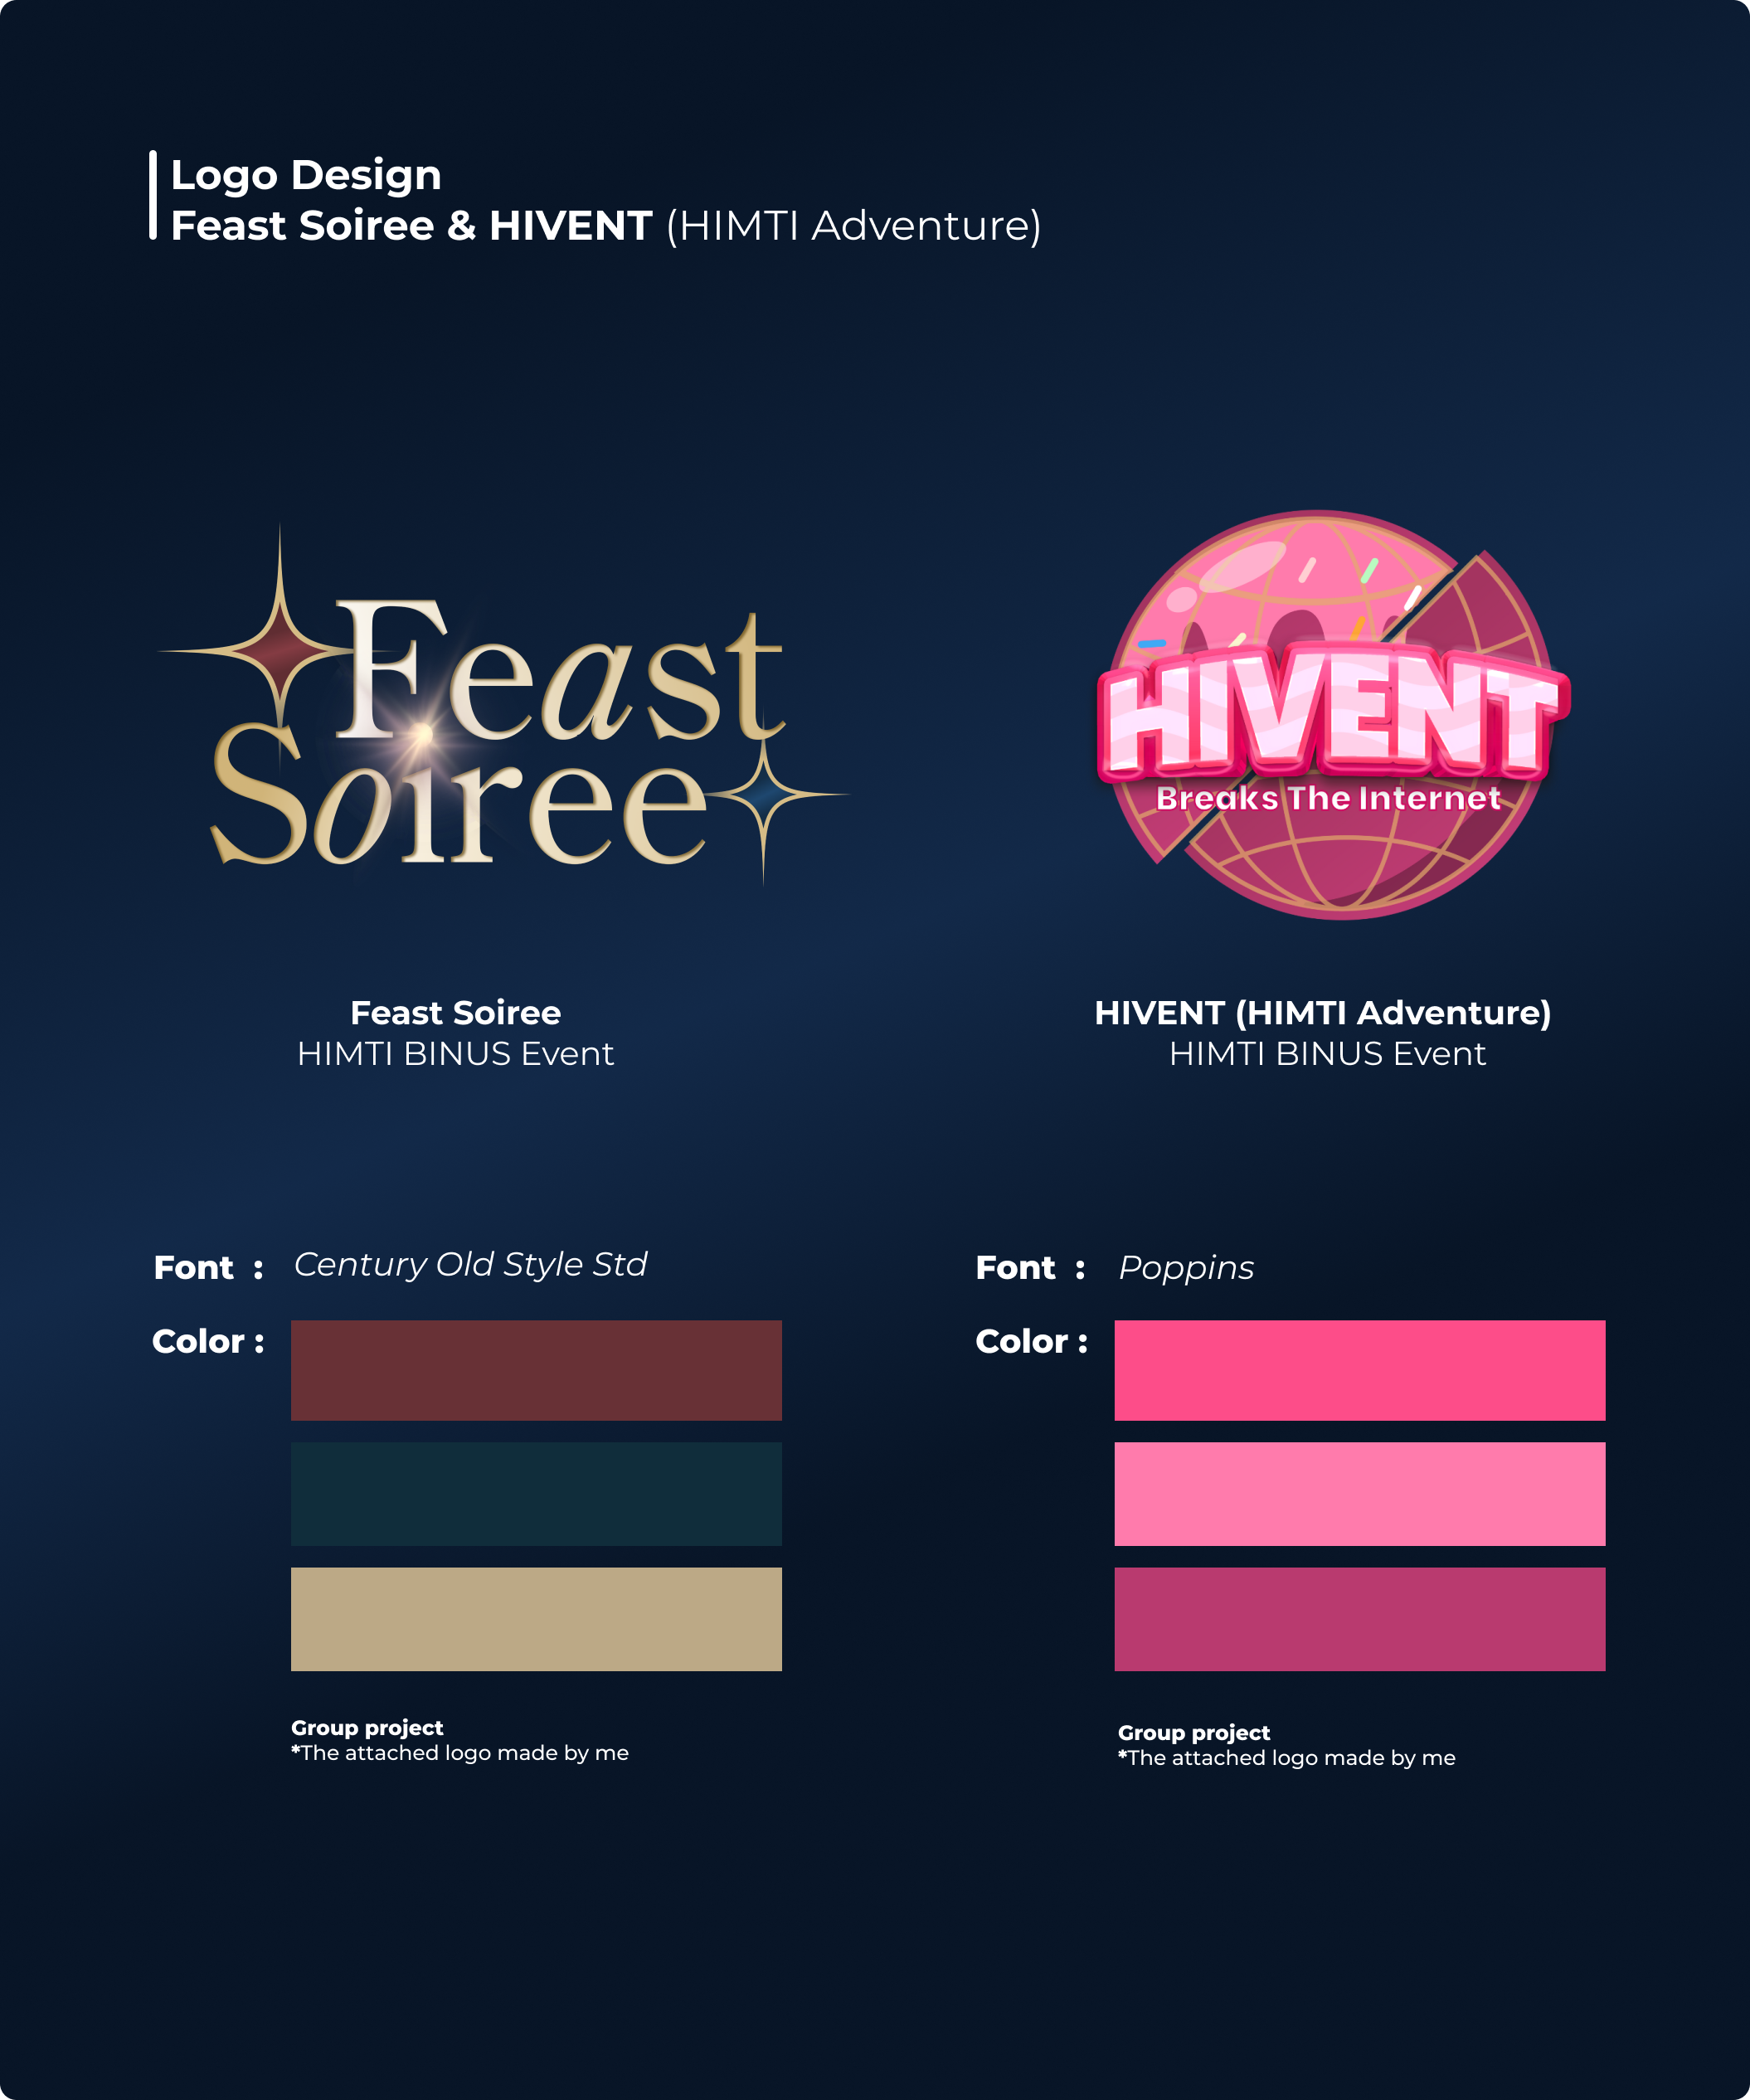 Logo Design
Feast Soiree & HIVENT (HIMTI Adventure)
Feast
Soiree
HIVENT
Breaks The Internet
Feast Soiree
HIMTI BINUS Event
HIVENT (HIMTI Adventure)
HIMTI BINUS Event
Font : Century Old Style Std
Color :
Group project
*The attached logo made by me
Font : Poppins
Color :
Group project
*The attached logo made by me